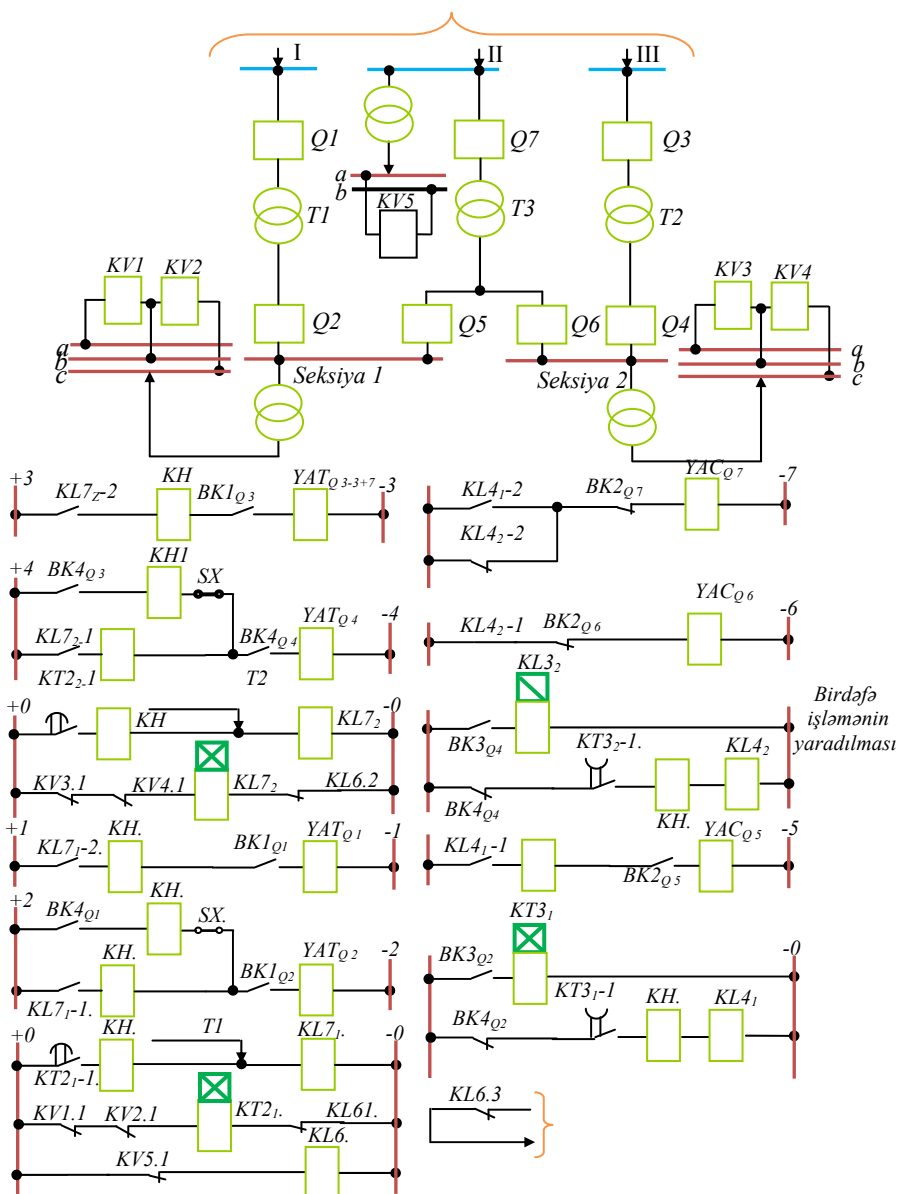 I
II
III
Q1
Q7
Q3
a
b
KV5
T1
T3
T2
KV1
KV2
KV3
KV4
Q2
Q5
Q6
Q4
a
b
c
a
b
c
Seksiya 1
Seksiya 2
+3
KL7Z-2
KH
BK1Q3
YATQ3-3+7
-3
KL41-2
BK2Q7
YACQ7
-7
KL42-2
+4
BK4Q3
KH1
SX
KL72-1
KT22-1
BK4Q4
T2
YATQ4
-4
KL42-1
BK2Q6
YACQ6
-6
+0
KH
KL72
-0
KL32
BK3Q4
Birdəfə
işləmənin
yaradılması
KV3.1
KV4.1
KL72
KL6.2
BK4Q4
KT32-1.
KH.
KL42
+1
KL71-2.
KH.
BK1Q1
YATQ1
-1
KL41-1
BK2Q5
YACQ5
-5
+2
BK4Q1
KH.
SX.
KL71-1.
KH.
BK1Q2
YATQ2
-2
KT31
BK3Q2
-0
BK4Q2
KT31-1
KH.
KL41
+0
KT21-1.
KH.
T1
KL71.
-0
KV1.1
KV2.1
KT21.
KL61.
KV5.1
KL6.
KL6.3